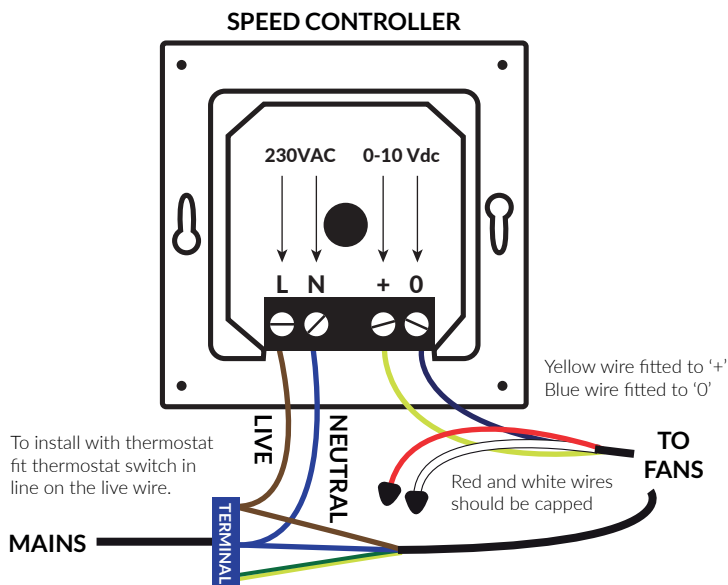 SPEED CONTROLLER
230VAC
0-10 Vdc
L
N
+
0
Yellow wire fitted to ‘+’
Blue wire fitted to ‘0’
LIVE
NEUTRAL
To install with thermostat
fit thermostat switch in
line on the live wire.
TO
FANS
Red and white wires
should be capped
MAINS
TERMINAL